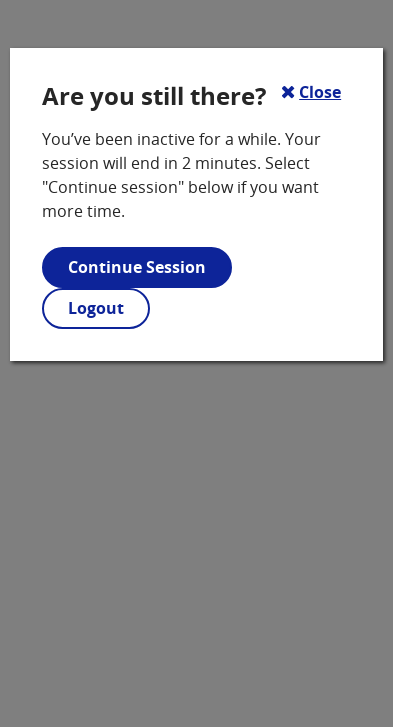 Are you still there?
✖ Close
You’ve been inactive for a while. Your
session will end in 2 minutes. Select
"Continue session" below if you want
more time.
Continue Session
Logout